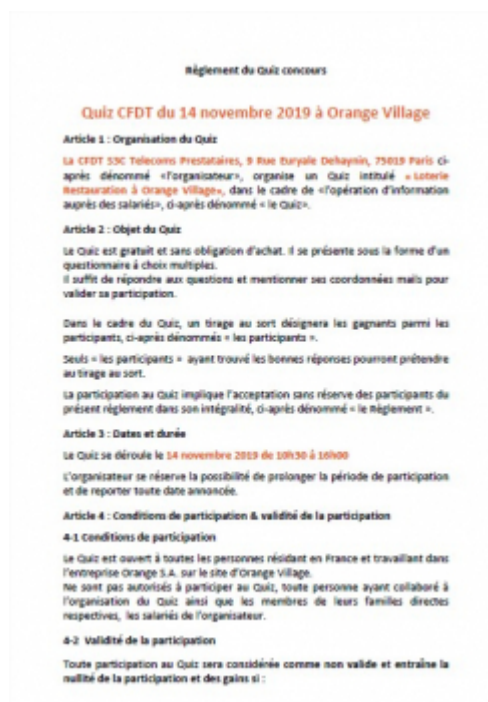 Règlement du Quiz concours
Quiz CFDT du 14 novembre 2019 à Orange Village
Article 1 : Organisation du Quiz
La CFDT S3C Telecoms Prestataires, 9 Rue Euryale Dehaynin, 75019 Paris ci-
après dénommé «l'organisateur», organise un Quiz intitulé « Loterie
Restauration à Orange Village», dans le cadre de «l'opération d'information
auprès des salariés», ci-après dénommé « le Quiz».
Article 2 : Objet du Quiz
Le Quiz est gratuit et sans obligation d'achat. Il se présente sous la forme d'un
questionnaire à choix multiples.
Il suffit de répondre aux questions et mentionner ses coordonnées mails pour
valider sa participation.
Dans le cadre du Quiz, un tirage au sort désignera les gagnants parmi les
participants, ci-après dénommés « les participants ».
Seuls « les participants » ayant trouvé les bonnes réponses pourront prétendre
au tirage au sort.
La participation au Quiz implique l'acceptation sans réserve des participants du
présent règlement dans son intégralité, ci-après dénommé « le Règlement ».
Article 3 : Dates et durée
Le Quiz se déroule le 14 novembre 2019 de 10h30 à 16h00
L'organisateur se réserve la possibilité de prolonger la période de participation
et de reporter toute date annoncée.
Article 4 : Conditions de participation & validité de la participation
4-1 Conditions de participation
Le Quiz est ouvert à toutes les personnes résidant en France et travaillant dans
l'entreprise Orange S.A. sur le site d'Orange Village.
Ne sont pas autorisés à participer au Quiz, toute personne ayant collaboré à
l'organisation du Quiz ainsi que les membres de leurs familles directes
respectives, les salariés de l'organisateur.
4-2 Validité de la participation
Toute participation au Quiz sera considérée comme non valide et entraîne la
nullité de la participation et des gains si :